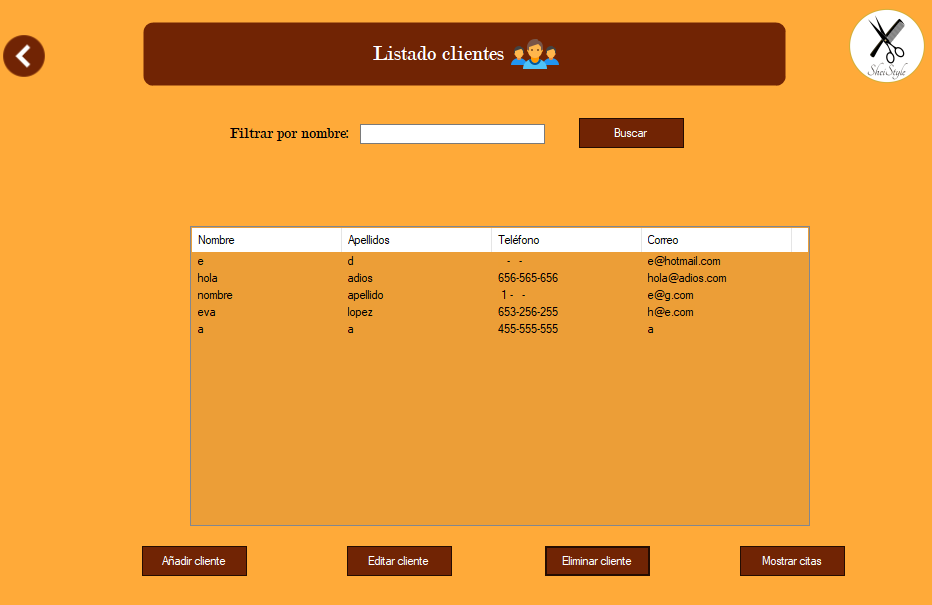 Listado clientes
SheiStyle
Filtrar por nombre:
Buscar
Nombre Apellidos Teléfono Correo
e d - - e@hotmail.com
hola adios 656-565-656 hola@adios.com
nombre apellido 1 - - e@g.com
eva lopez 653-256-255 h@e.com
a a 455-555-555 a
Añadir cliente Editar cliente Eliminar cliente Mostrar citas